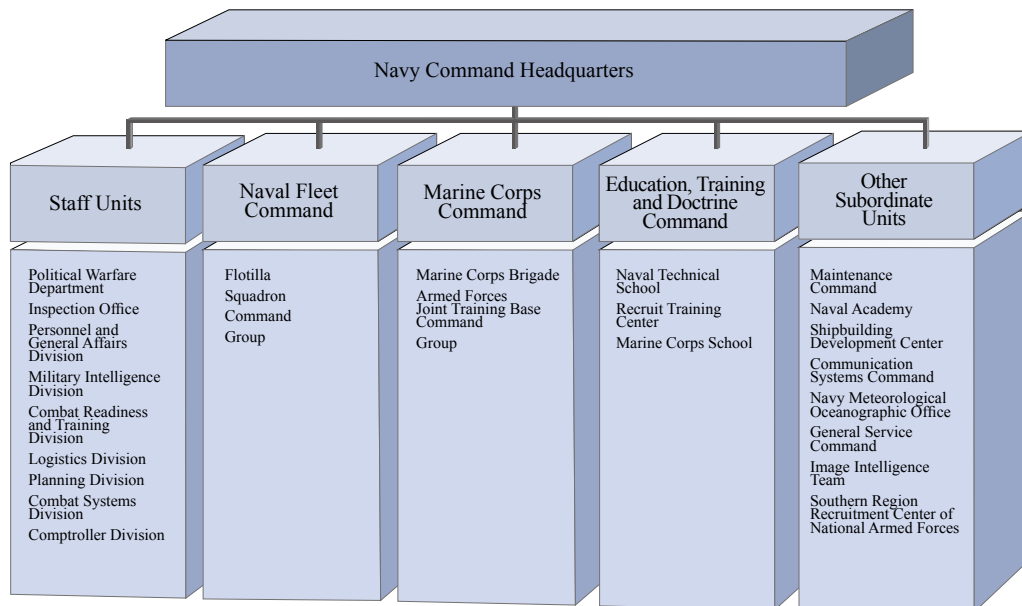 Navy Command Headquarters
Staff Units
Political Warfare
Department
Inspection Office
Personnel and
General Affairs
Division
Military Intelligence
Division
Combat Readiness
and Training
Division
Logistics Division
Planning Division
Combat Systems
Division
Comptroller Division
Naval Fleet
Command
Flotilla
Squadron
Command
Group
Marine Corps
Command
Marine Corps Brigade
Armed Forces
Joint Training Base
Command
Group
Education, Training
and Doctrine
Command
Naval Technical
School
Recruit Training
Center
Marine Corps School
Other
Subordinate
Units
Maintenance
Command
Naval Academy
Shipbuilding
Development Center
Communication
Systems Command
Navy Meteorological
Oceanographic Office
General Service
Command
Image Intelligence
Team
Southern Region
Recruitment Center of
National Armed Forces